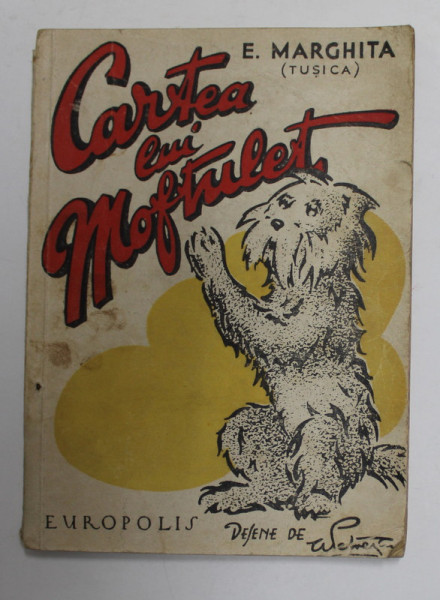 E. MARGHITA
(TUȘICA)
Cartea
lui
Moftuleț
EUROPOLIS
DESENE DE